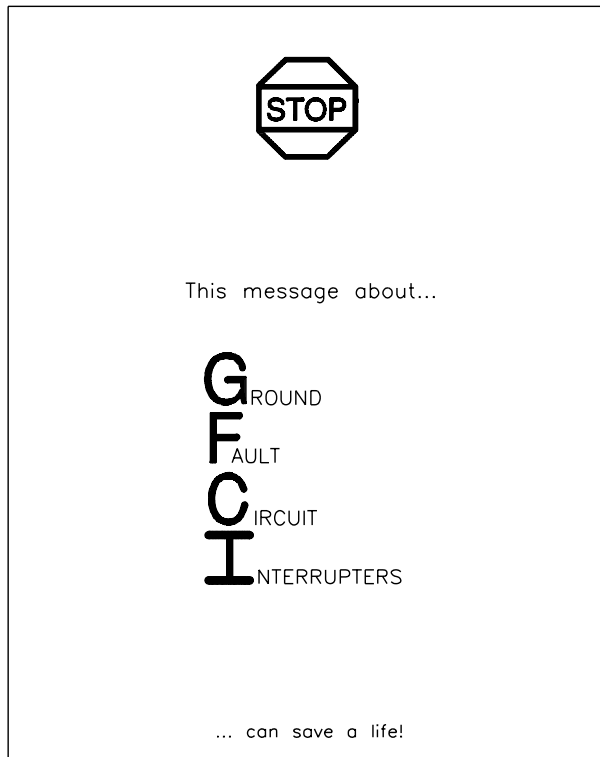 STOP
This message about...
GROUND
FAULT
CIRCUIT
INTERRUPTERS
... can save a life!